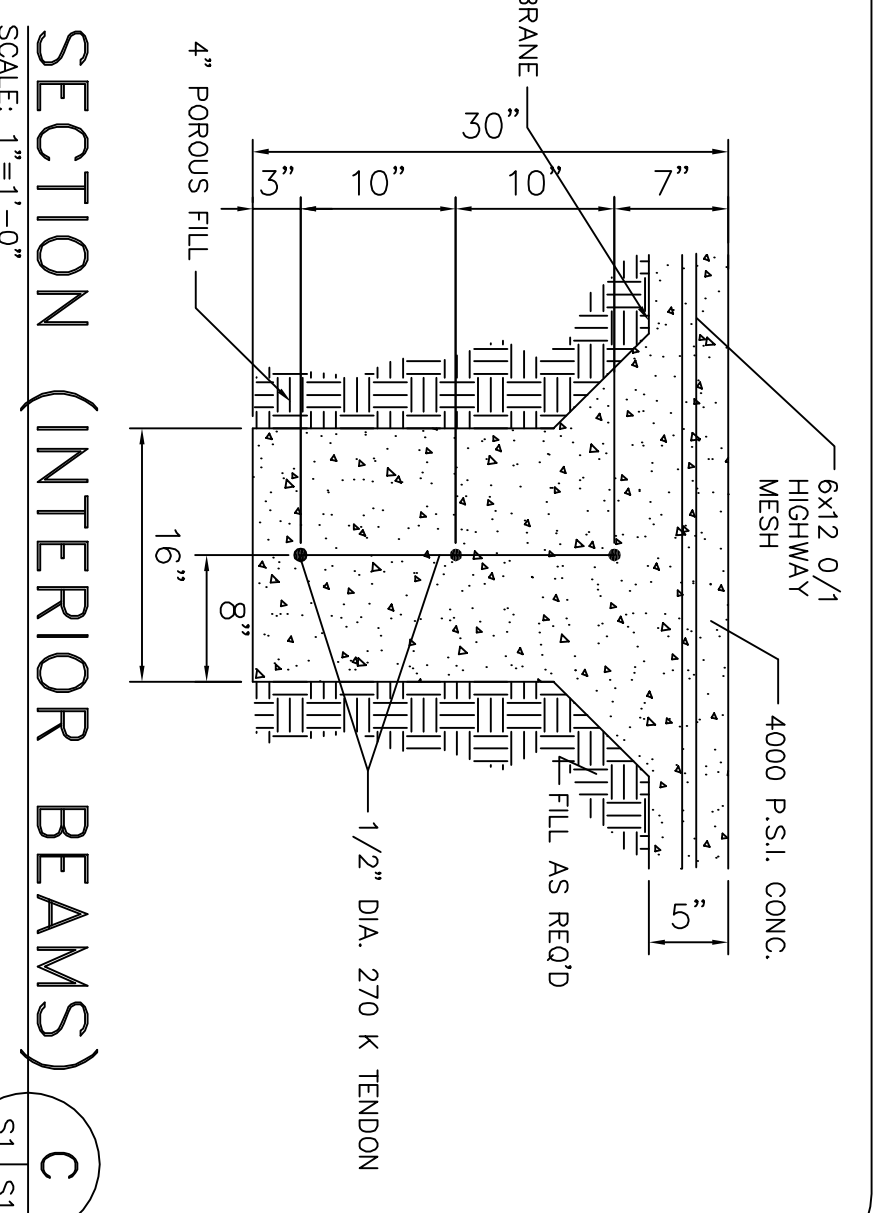 BRANE
6x12 0/1
HIGHWAY
MESH
4000 P.S.I. CONC.
30"
7"
10"
10"
3"
5"
4" POROUS FILL
FILL AS REQ'D
16"
8"
1/2" DIA. 270 K TENDON
SECTION (INTERIOR BEAMS)
SCALE: 1"=1'-0"
C
S1 S1